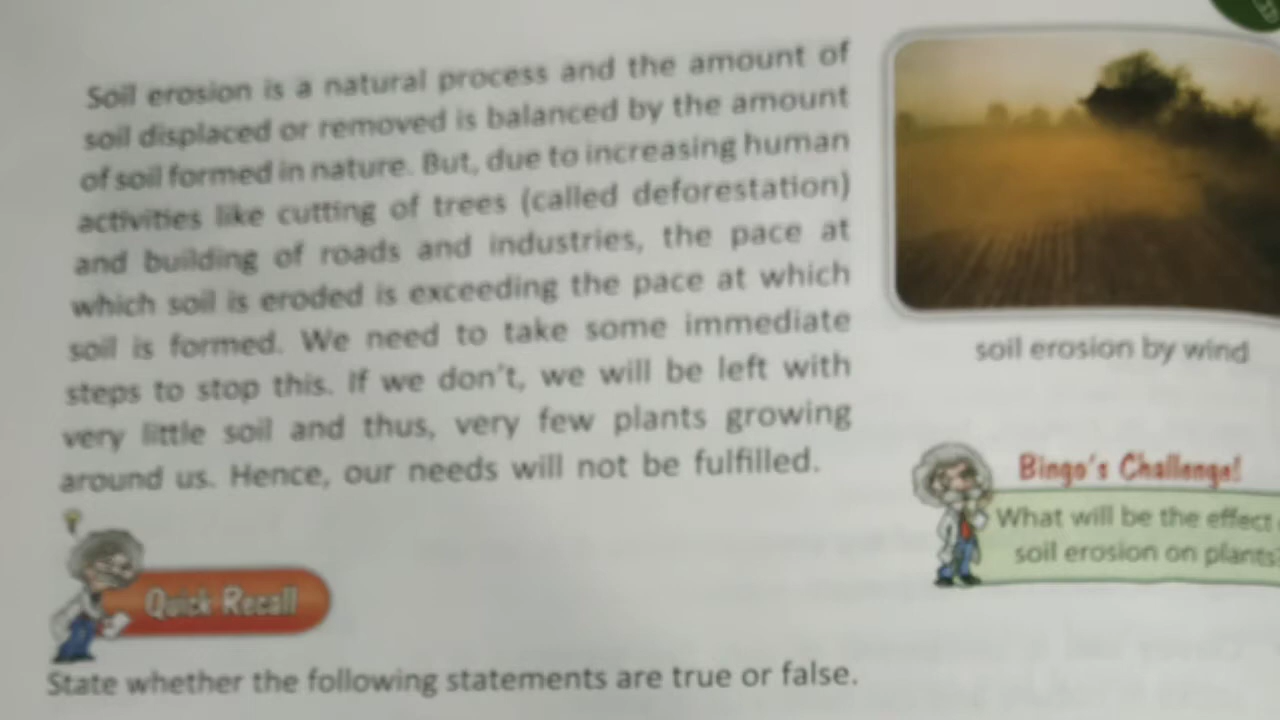 Soil erosion is a natural process and the amount of
soil displaced or removed is balanced by the amount
of soil formed in nature. But, due to increasing human
activities like cutting of trees (called deforestation)
and building of roads and industries, the pace at
which soil is eroded is exceeding the pace at which
soil is formed. We need to take some immediate
steps to stop this. If we don't, we will be left with
very little soil and thus, very few plants growing
around us. Hence, our needs will not be fulfilled.
soil erosion by wind
Bingo's Challenge!
What will be the effect
soil erosion on plants?
Quick Recall
State whether the following statements are true or false.